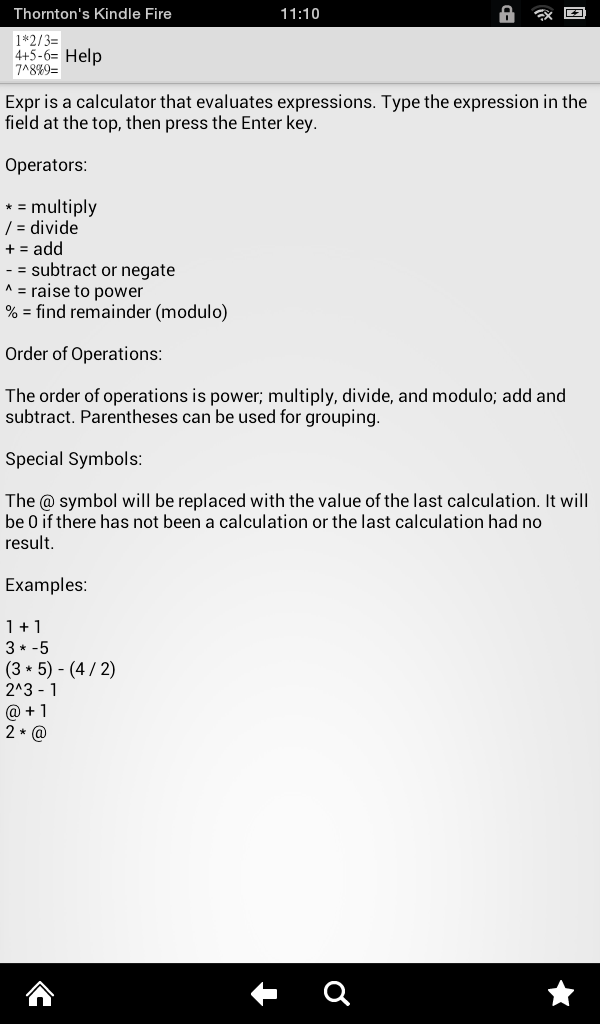 Thornton's Kindle Fire 11:10
1*2/3=
4+5-6=
7^8%9=
Help
Expr is a calculator that evaluates expressions. Type the expression in the
field at the top, then press the Enter key.
Operators:
* = multiply
/ = divide
+ = add
- = subtract or negate
^ = raise to power
% = find remainder (modulo)
Order of Operations:
The order of operations is power; multiply, divide, and modulo; add and
subtract. Parentheses can be used for grouping.
Special Symbols:
The @ symbol will be replaced with the value of the last calculation. It will
be 0 if there has not been a calculation or the last calculation had no
result.
Examples:
1 + 1
3 * -5
(3 * 5) - (4 / 2)
2^3 - 1
@ + 1
2 * @